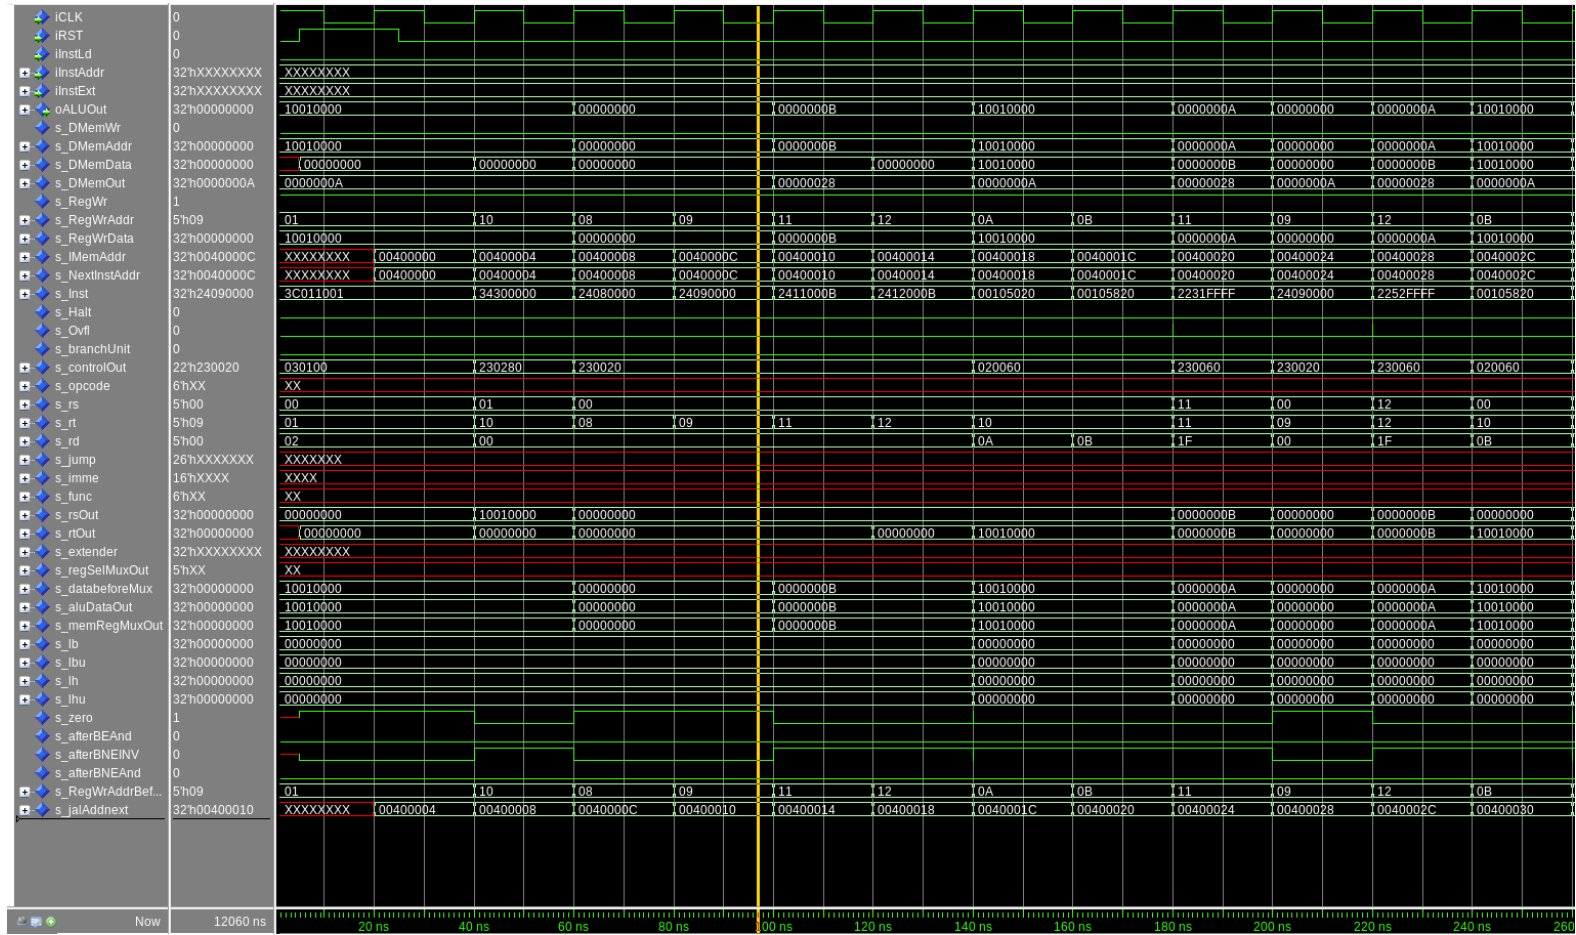 iCLK 0
iRST 0
iInstLd 0
iInstAddr 32'hXXXXXXXX XXXXXXXX
iInstExt 32'hXXXXXXXX XXXXXXXX
oALUOut 32'h00000000 10010000 00000000 0000000B 10010000 0000000A 00000000 0000000A 10010000
s_DMemWr 0
s_DMemAddr 32'h00000000 10010000 00000000 0000000B 10010000 0000000A 00000000 0000000A 10010000
s_DMemData 32'h00000000 00000000 00000000 00000000 00000000 10010000 0000000B 00000000 0000000B 10010000
s_DMemOut 32'h0000000A 0000000A 00000028 0000000A 00000028 0000000A 00000028 0000000A
s_RegWr 1
s_RegWrAddr 5'h09 01 10 08 09 11 12 0A 0B 11 09 12 0B
s_RegWrData 32'h00000000 10010000 00000000 0000000B 10010000 0000000A 00000000 0000000A 10010000
s_IMemAddr 32'h0040000C XXXXXXXX 00400000 00400004 00400008 0040000C 00400010 00400014 00400018 0040001C 00400020 00400024 00400028 0040002C
s_NextInstAddr 32'h0040000C XXXXXXXX 00400000 00400004 00400008 0040000C 00400010 00400014 00400018 0040001C 00400020 00400024 00400028 0040002C
s_Inst 32'h24090000 3C011001 34300000 24080000 24090000 2411000B 2412000B 00105020 00105820 2231FFFF 24090000 2252FFFF 00105820
s_Halt 0
s_Ovfl 0
s_branchUnit 0
s_controlOut 22'h230020 030100 230280 230020 020060 230060 230020 230060 020060
s_opcode 6'hXX XX
s_rs 5'h00 00 01 00 11 00 12 00
s_rt 5'h09 01 10 08 09 11 12 10 11 09 12 10
s_rd 5'h00 02 00 0A 0B 1F 00 1F 0B
s_jump 26'hXXXXXXX XXXXXXX
s_imme 16'hXXXX XXXX
s_func 6'hXX XX
s_rsOut 32'h00000000 00000000 10010000 00000000 0000000B 00000000 0000000B 00000000
s_rtOut 32'h00000000 00000000 00000000 00000000 00000000 10010000 0000000B 00000000 0000000B 10010000
s_extender 32'hXXXXXXXX XXXXXXXX
s_regSelMuxOut 5'hXX XX
s_databeforeMux 32'h00000000 10010000 00000000 0000000B 10010000 0000000A 00000000 0000000A 10010000
s_aluDataOut 32'h00000000 10010000 00000000 0000000B 10010000 0000000A 00000000 0000000A 10010000
s_memRegMuxOut 32'h00000000 10010000 00000000 0000000B 10010000 0000000A 00000000 0000000A 10010000
s_lb 32'h00000000 00000000 00000000 00000000 00000000 00000000 00000000
s_lbu 32'h00000000 00000000 00000000 00000000 00000000 00000000 00000000
s_lh 32'h00000000 00000000 00000000 00000000 00000000 00000000 00000000
s_lhu 32'h00000000 00000000 00000000 00000000 00000000 00000000 00000000
s_zero 1
s_afterBEAnd 0
s_afterBNEINV 0
s_afterBNEAnd 0
s_RegWrAddrBef... 5'h09 01 10 08 09 11 12 0A 0B 11 09 12 0B
s_jalAddnext 32'h00400010 XXXXXXXX 00400004 00400008 0040000C 00400010 00400014 00400018 0040001C 00400020 00400024 00400028 0040002C 00400030
Now 12060 ns 20 ns 40 ns 60 ns 80 ns 00 ns 120 ns 140 ns 160 ns 180 ns 200 ns 220 ns 240 ns 260